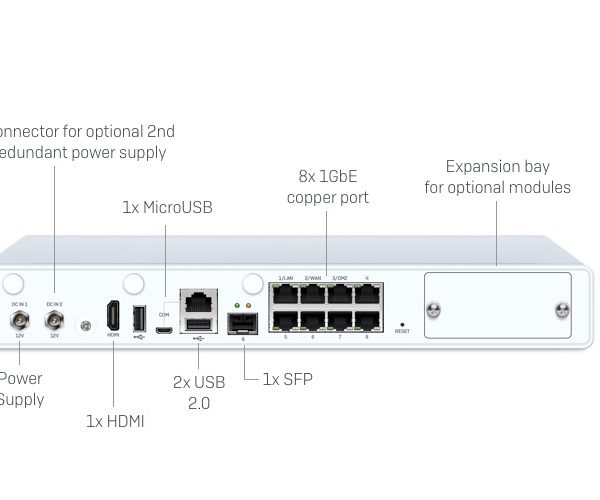 onnector for optional 2nd
edundant power supply
1x MicroUSB
8x 1GbE
copper port
Expansion bay
for optional modules
DC IN 1
DC IN 2
12V
12V
HDMI
COM
9
1/LAN
2/WAN
3/DMZ
4
5
6
7
8
RESET
Power
Supply
1x HDMI
2x USB
2.0
1x SFP